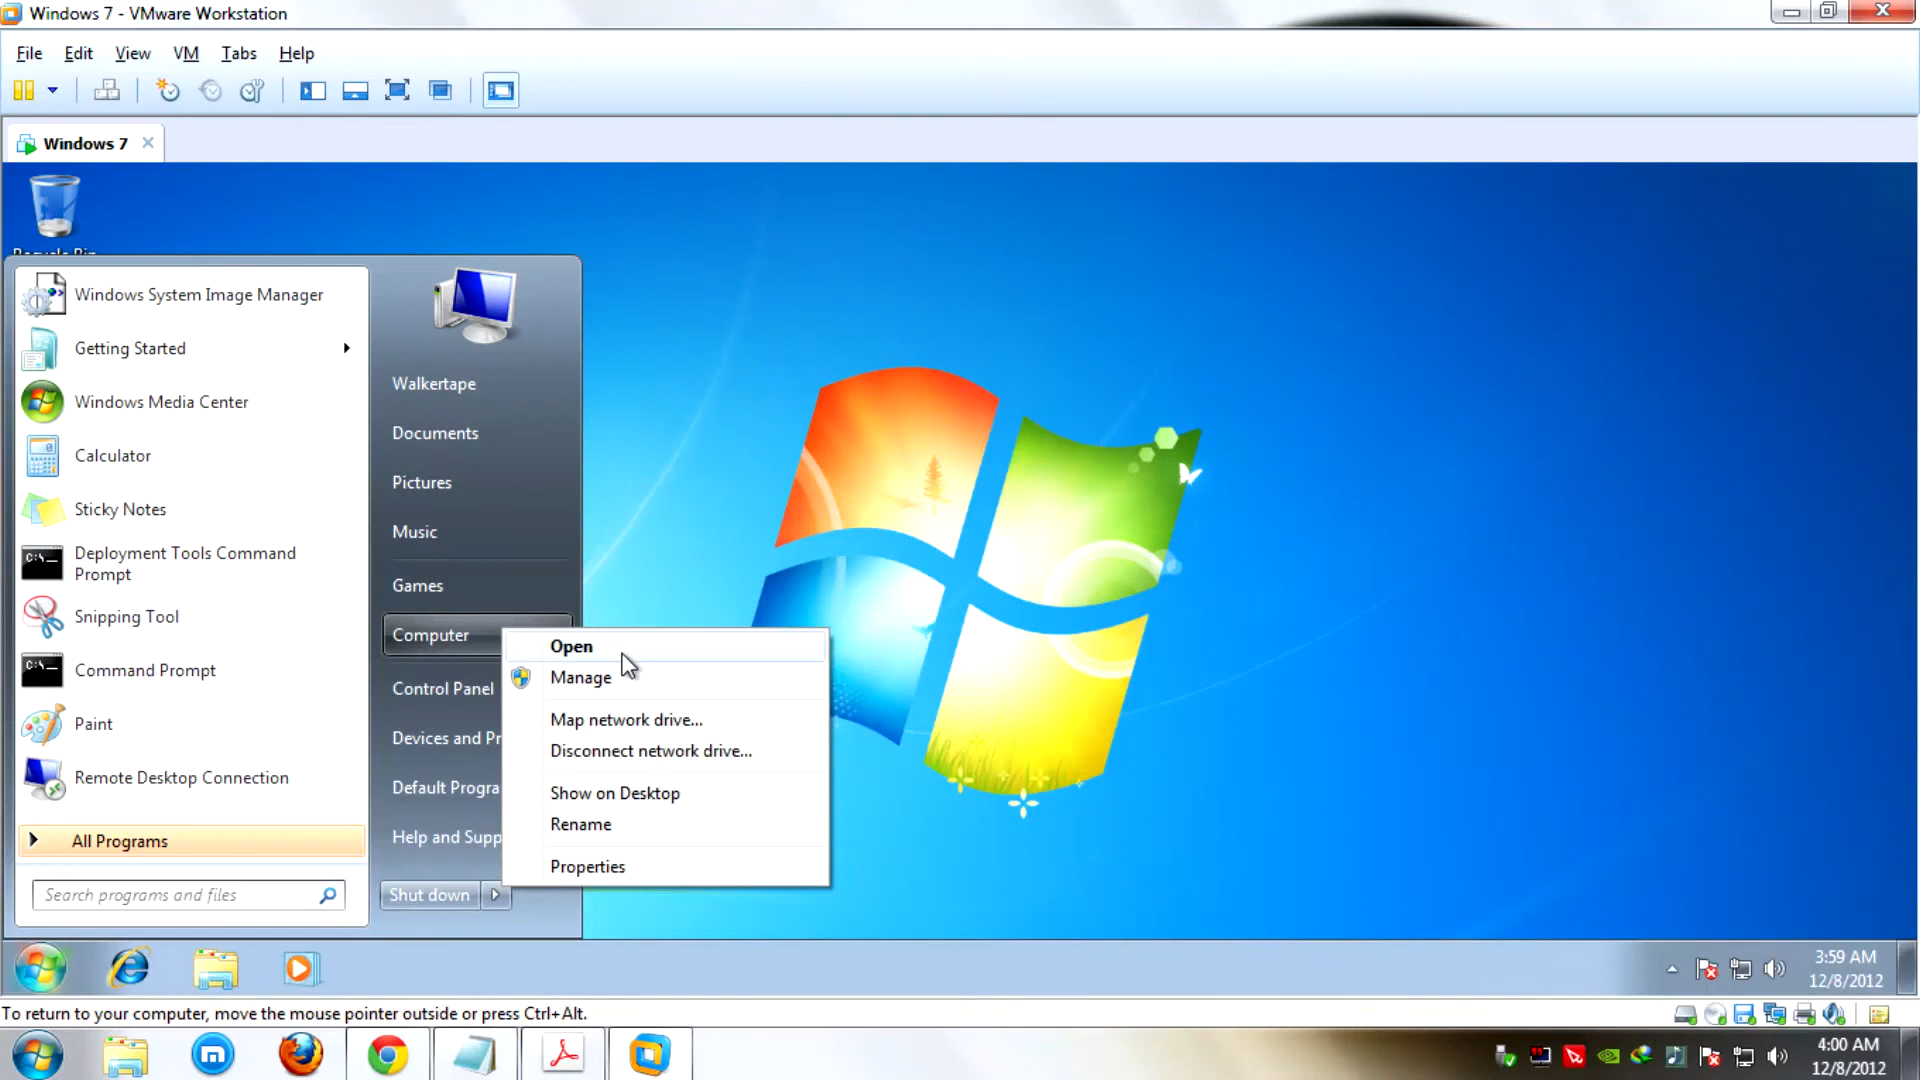 Windows 7 - VMware Workstation
File Edit View VM Tabs Help
Windows 7
Recycle Bin
Windows System Image Manager
Getting Started
Windows Media Center
Calculator
Sticky Notes
Deployment Tools Command
Prompt
Snipping Tool
Command Prompt
Paint
Remote Desktop Connection
All Programs
Search programs and files
Walkertape
Documents
Pictures
Music
Games
Computer
Control Panel
Devices and Pr
Default Progra
Help and Supp
Shut down
Open
Manage
Map network drive...
Disconnect network drive...
Show on Desktop
Rename
Properties
3:59 AM
12/8/2012
To return to your computer, move the mouse pointer outside or press Ctrl+Alt.
4:00 AM
12/8/2012